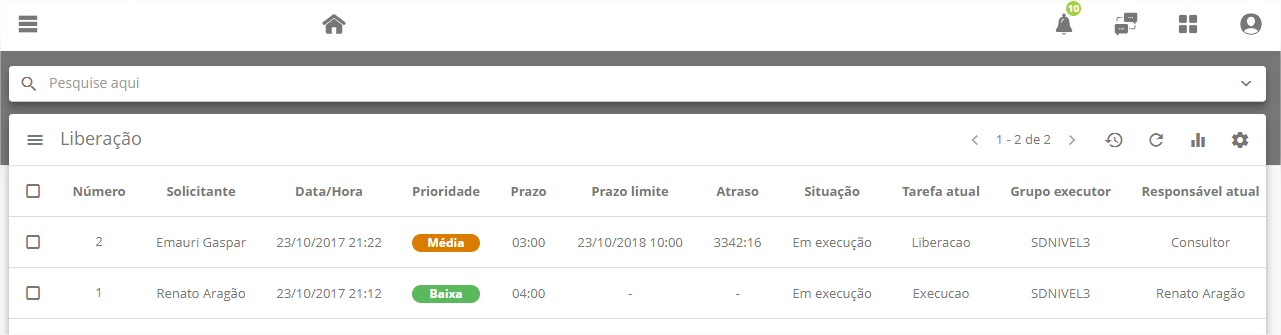 10
Pesquise aqui
Liberação 1 - 2 de 2
Número Solicitante Data/Hora Prioridade Prazo Prazo limite Atraso Situação Tarefa atual Grupo executor Responsável atual
2 Emauri Gaspar 23/10/2017 21:22 Média 03:00 23/10/2018 10:00 3342:16 Em execução Liberacao SDNIVEL3 Consultor
1 Renato Aragão 23/10/2017 21:12 Baixa 04:00 - - Em execução Execucao SDNIVEL3 Renato Aragão